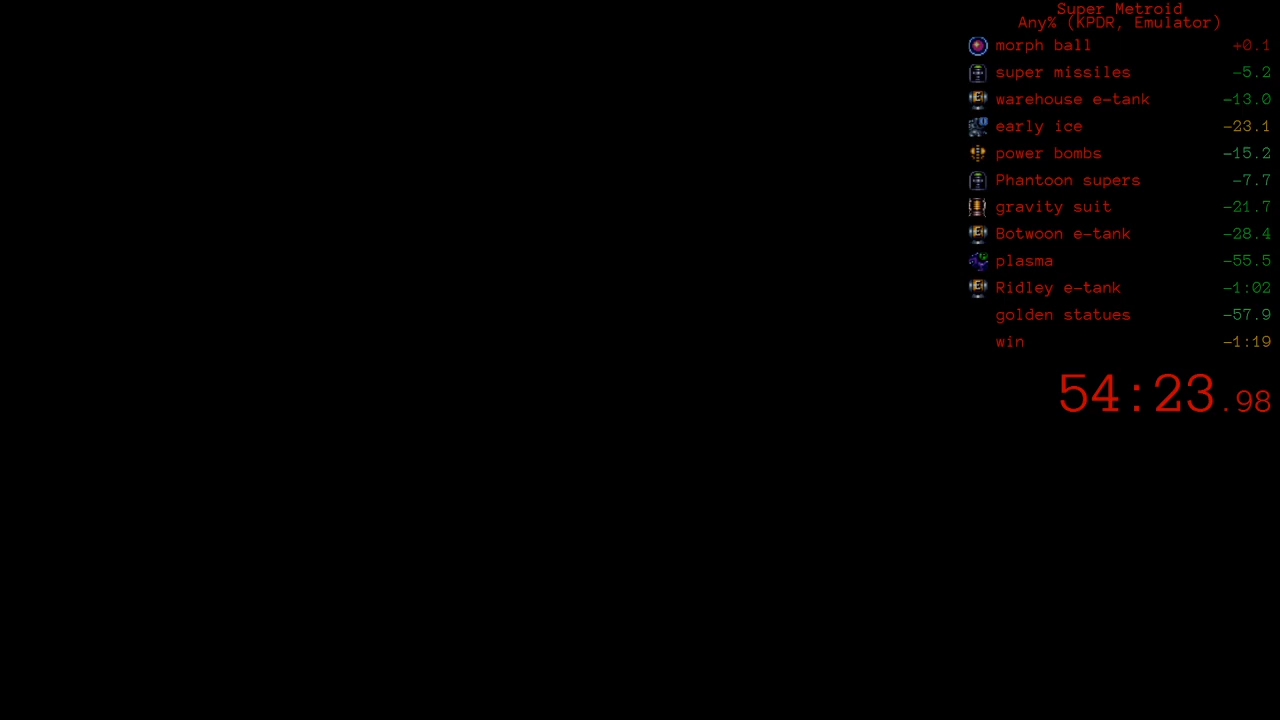 Super Metroid
Any% (KPDR, Emulator)
morph ball +0.1
super missiles -5.2
warehouse e-tank -13.0
early ice -23.1
power bombs -15.2
Phantoon supers -7.7
gravity suit -21.7
Botwoon e-tank -28.4
plasma -55.5
Ridley e-tank -1:02
golden statues -57.9
win -1:19
54:23.98